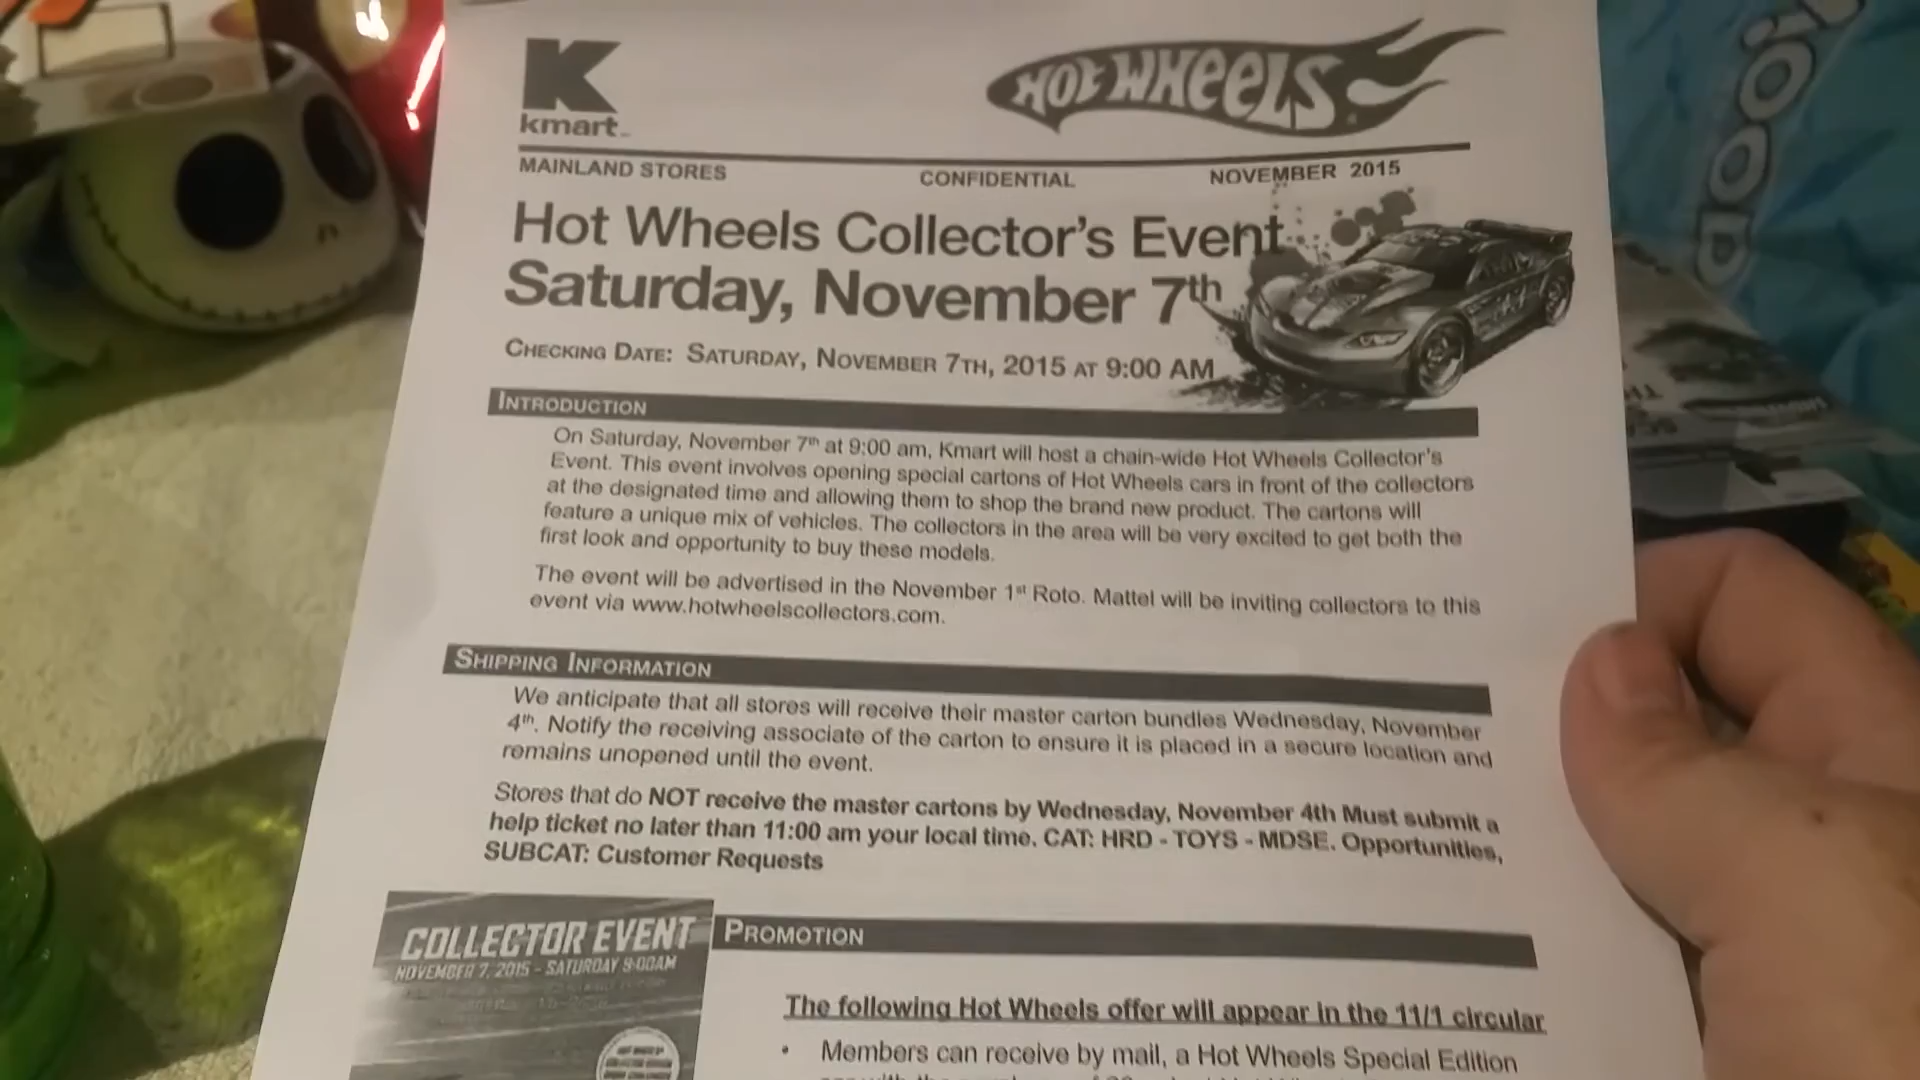 kmart
HOT WHEELS
MAINLAND STORES CONFIDENTIAL NOVEMBER 2015
Hot Wheels Collector's Event
Saturday, November 7th
CHECKING DATE: SATURDAY, NOVEMBER 7TH, 2015 AT 9:00 AM
INTRODUCTION
On Saturday, November 7th at 9:00 am, Kmart will host a chain-wide Hot Wheels Collector's
Event. This event involves opening special cartons of Hot Wheels cars in front of the collectors
at the designated time and allowing them to shop the brand new product. The cartons will
feature a unique mix of vehicles. The collectors in the area will be very excited to get both the
first look and opportunity to buy these models.
The event will be advertised in the November 1st Roto. Mattel will be inviting collectors to this
event via www.hotwheelscollectors.com.
SHIPPING INFORMATION
We anticipate that all stores will receive their master carton bundles Wednesday, November
4th. Notify the receiving associate of the carton to ensure it is placed in a secure location and
remains unopened until the event.
Stores that do NOT receive the master cartons by Wednesday, November 4th Must submit a
help ticket no later than 11:00 am your local time. CAT: HRD - TOYS - MDSE. Opportunities,
SUBCAT: Customer Requests
COLLECTOR EVENT
NOVEMBER 7, 2015 - SATURDAY 9:00AM
PROMOTION
The following Hot Wheels offer will appear in the 11/1 circular
• Members can receive by mail, a Hot Wheels Special Edition